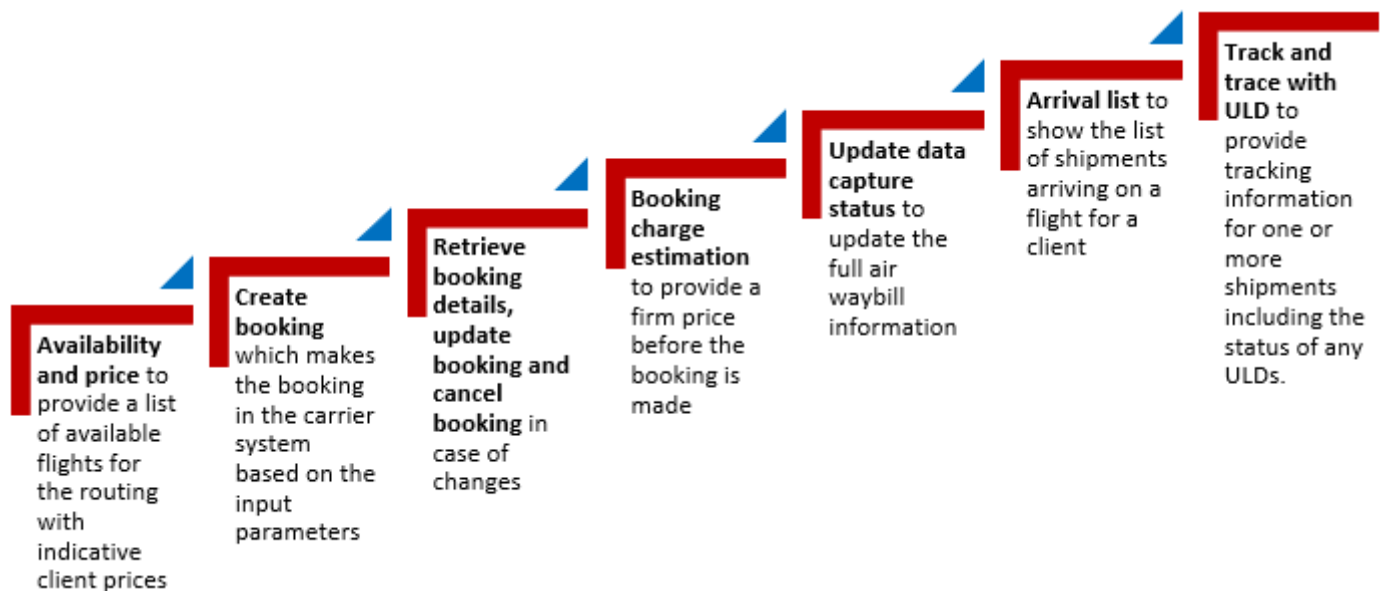 Availability
and price to
provide a list
of available
flights for
the routing
with
indicative
client prices
Create
booking
which makes
the booking
in the carrier
system
based on the
input
parameters
Retrieve
booking
details,
update
booking and
cancel
booking in
case of
changes
Booking
charge
estimation
to provide a
firm price
before the
booking is
made
Update data
capture
status to
update the
full air
waybill
information
Arrival list to
show the list
of shipments
arriving on a
flight for a
client
Track and
trace with
ULD to
provide
tracking
information
for one or
more
shipments
including the
status of any
ULDs.